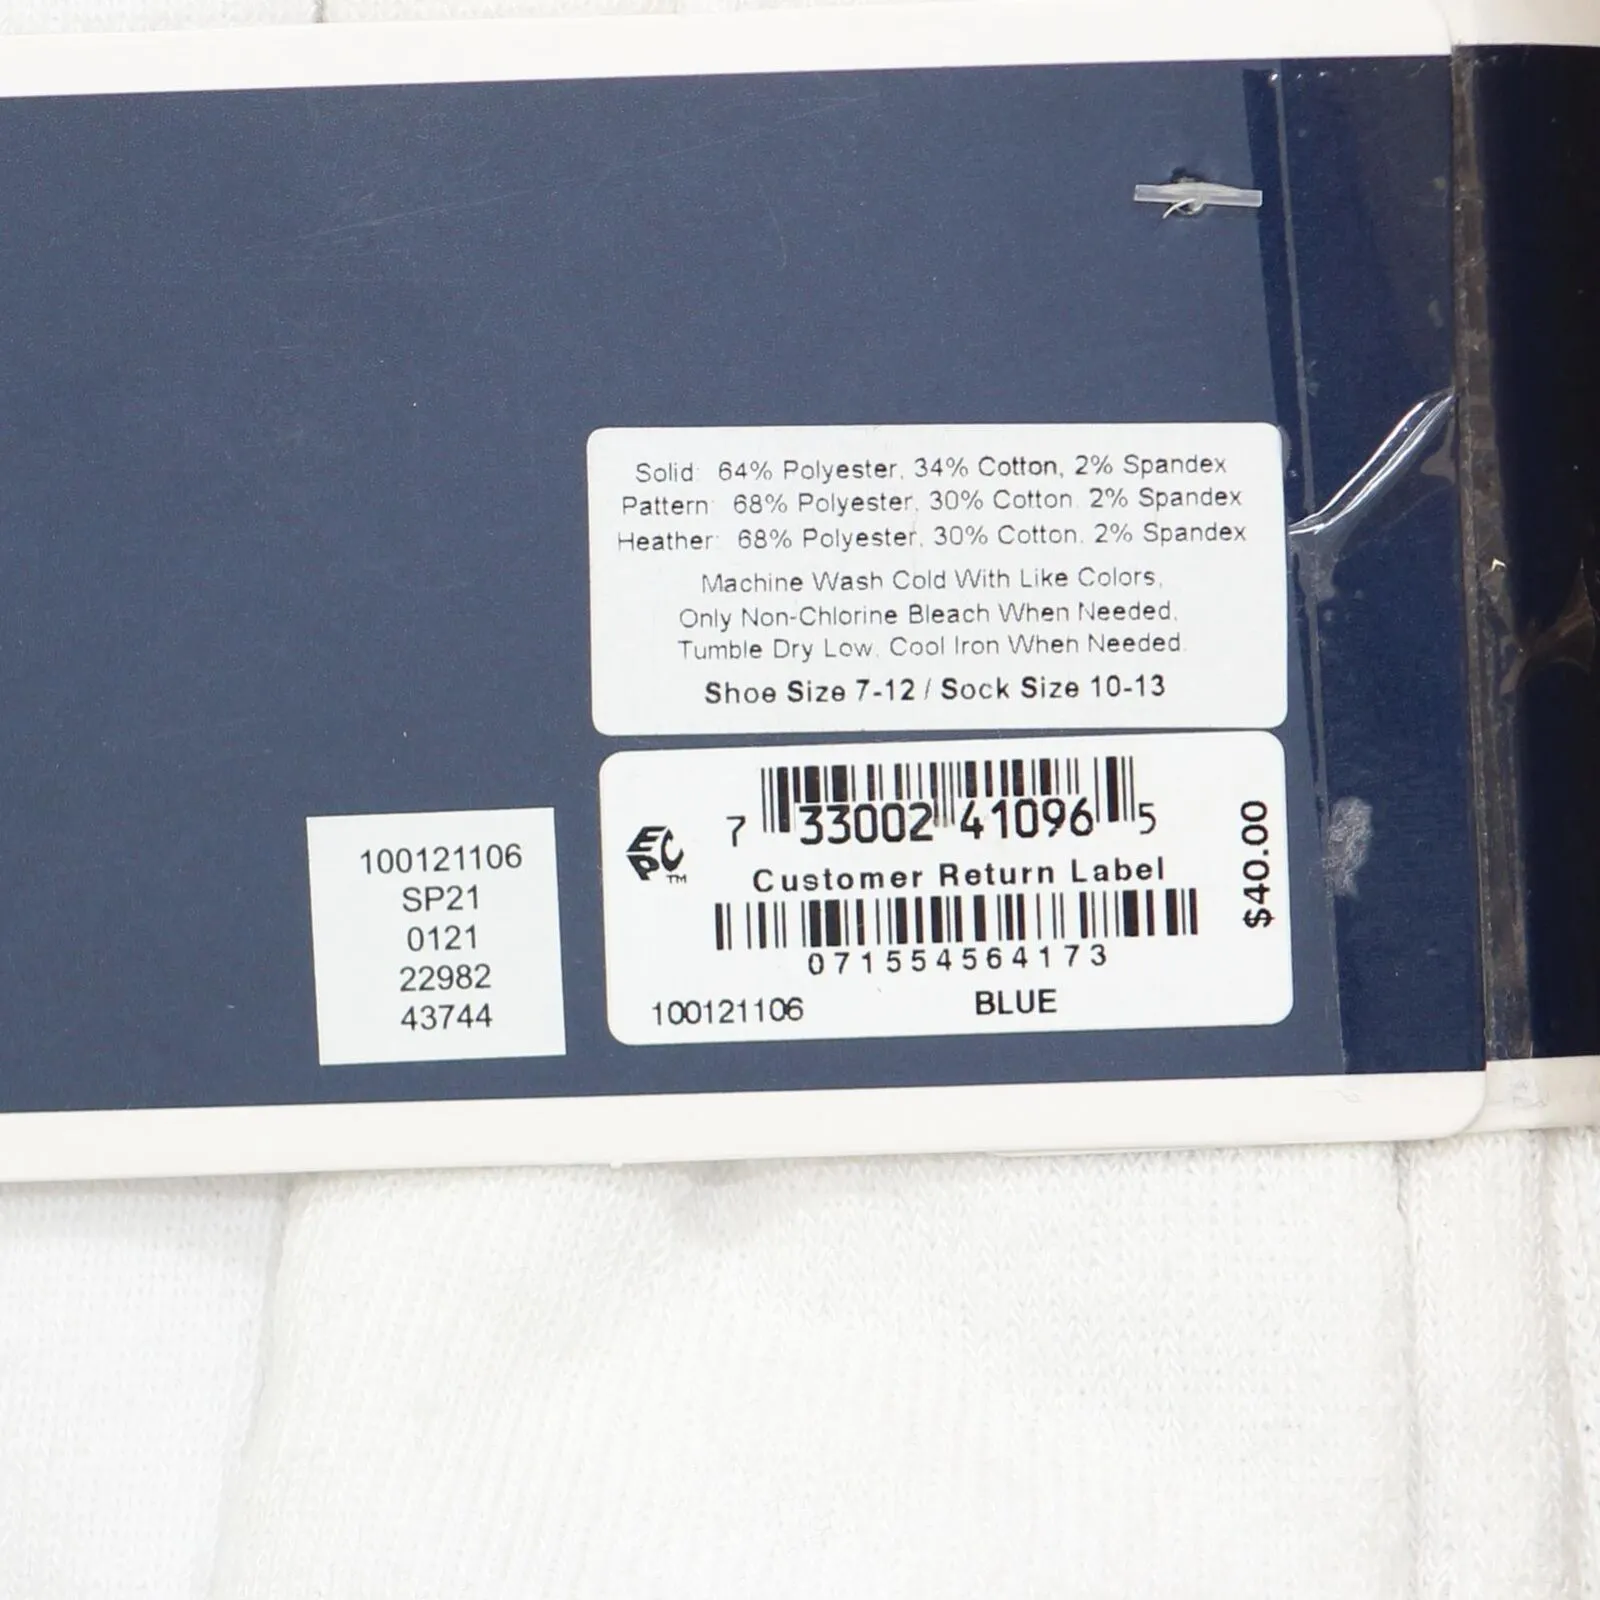 Solid: 64% Polyester, 34% Cotton, 2% Spandex
Pattern: 68% Polyester, 30% Cotton, 2% Spandex
Heather: 68% Polyester, 30% Cotton, 2% Spandex
Machine Wash Cold With Like Colors,
Only Non-Chlorine Bleach When Needed,
Tumble Dry Low, Cool Iron When Needed.
Shoe Size 7-12 / Sock Size 10-13
7 33002 41096 5
EPC™
Customer Return Label
071554564173
100121106 BLUE
$40.00
100121106
SP21
0121
22982
43744